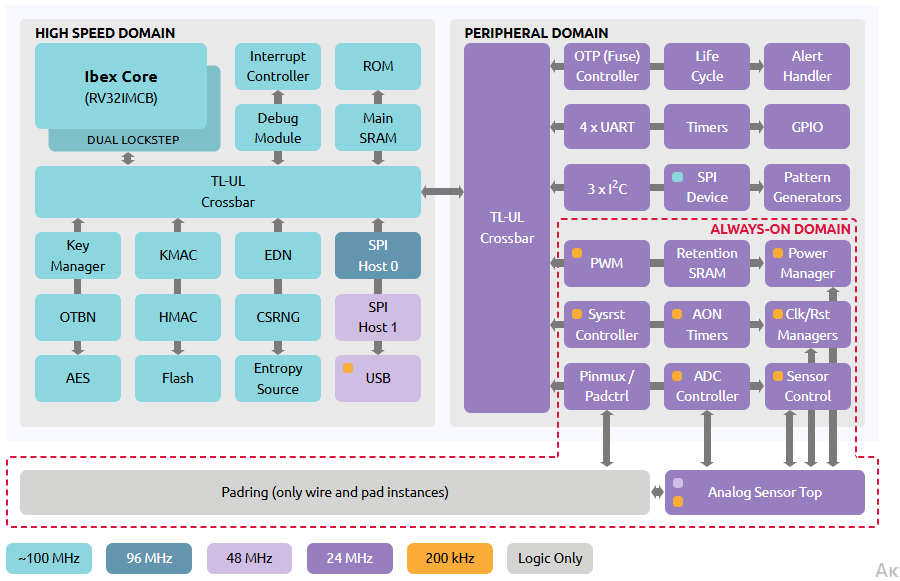 HIGH SPEED DOMAIN
Ibex Core
(RV32IMCB)
DUAL LOCKSTEP
Interrupt
Controller
ROM
Debug
Module
Main
SRAM
TL-UL
Crossbar
Key
Manager
KMAC
EDN
SPI
Host 0
OTBN
HMAC
CSRNG
SPI
Host 1
AES
Flash
Entropy
Source
USB
PERIPHERAL DOMAIN
TL-UL
Crossbar
OTP (Fuse)
Controller
Life
Cycle
Alert
Handler
4 x UART
Timers
GPIO
3 x I²C
SPI
Device
Pattern
Generators
ALWAYS-ON DOMAIN
PWM
Retention
SRAM
Power
Manager
Sysrst
Controller
AON
Timers
Clk/Rst
Managers
Pinmux /
Padctrl
ADC
Controller
Sensor
Control
Padring (only wire and pad instances)
Analog Sensor Top
~100 MHz
96 MHz
48 MHz
24 MHz
200 kHz
Logic Only